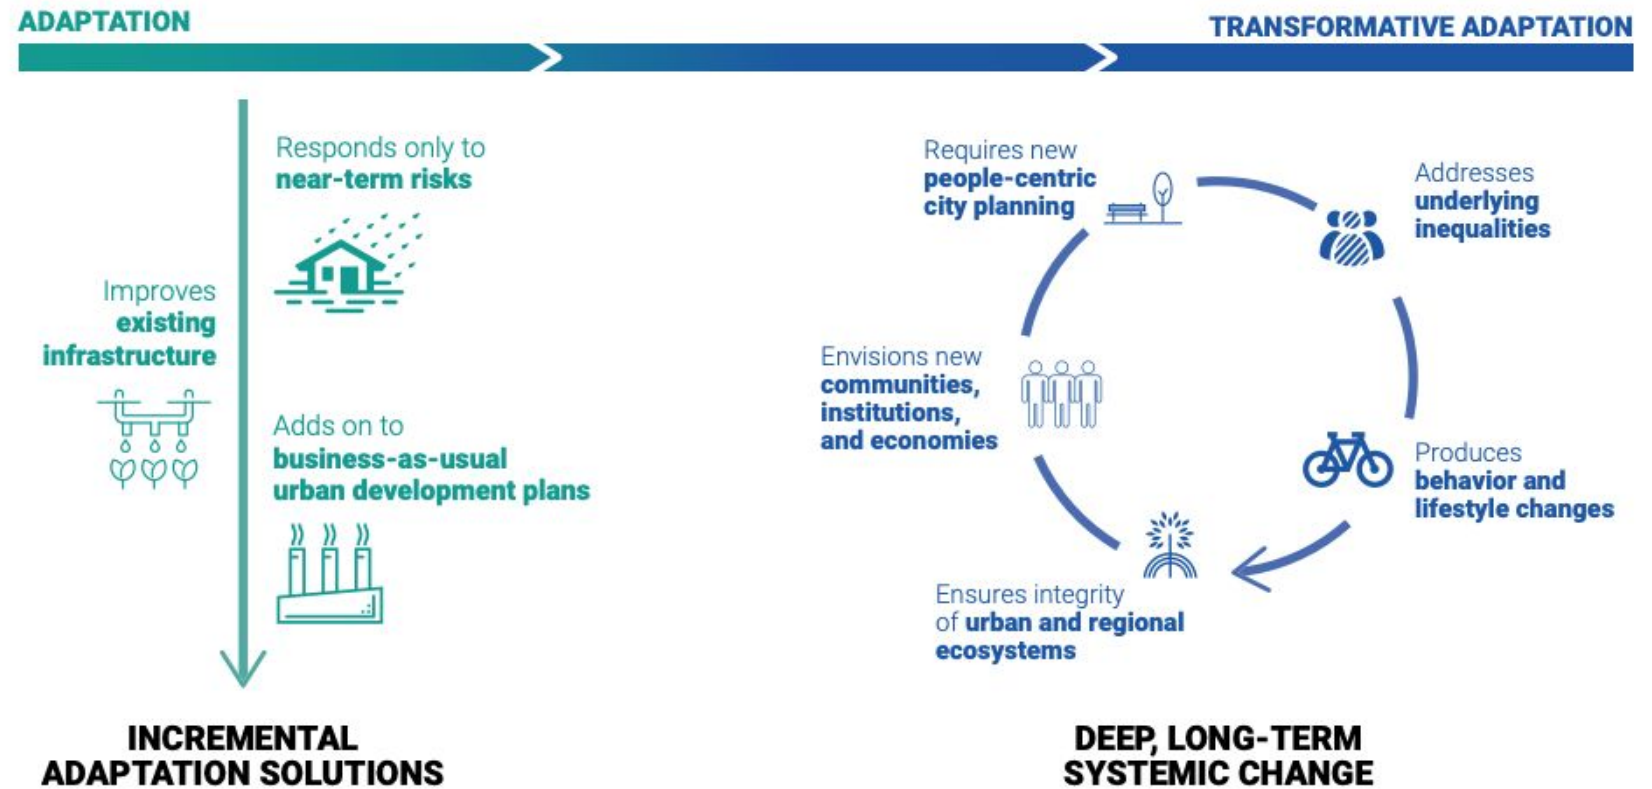 ADAPTATION
TRANSFORMATIVE ADAPTATION
Responds only to
near-term risks
Improves
existing
infrastructure
Adds on to
business-as-usual
urban development plans
INCREMENTAL
ADAPTATION SOLUTIONS
Requires new
people-centric
city planning
Addresses
underlying
inequalities
Produces
behavior and
lifestyle changes
Ensures integrity
of urban and regional
ecosystems
Envisions new
communities,
institutions,
and economies
DEEP, LONG-TERM
SYSTEMIC CHANGE